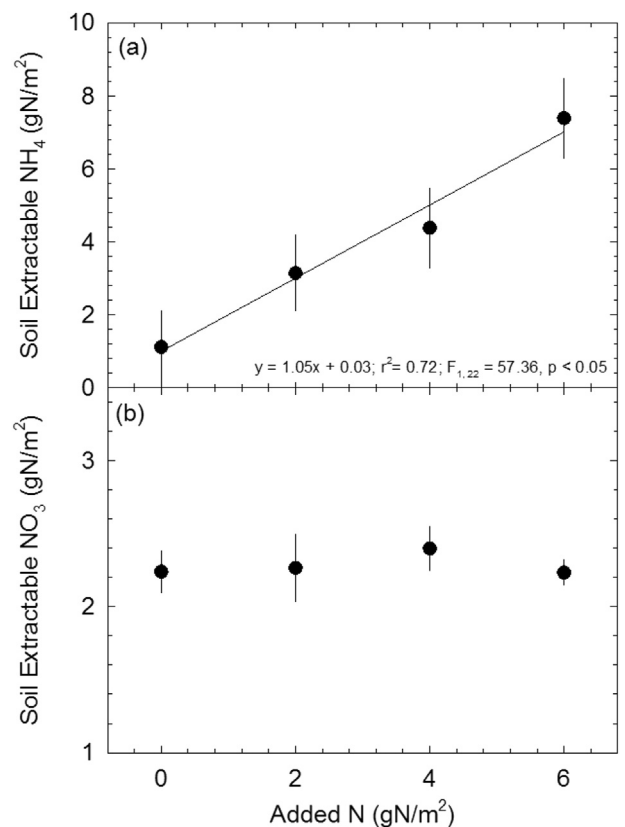 10
(a)
8
6
4
2
0
Soil Extractable NH₄ (gN/m²)
y = 1.05x + 0.03; r²= 0.72; F₁,₂₂ = 57.36, p < 0.05
(b)
3
2
1
Soil Extractable NO₃ (gN/m²)
0 2 4 6
Added N (gN/m²)